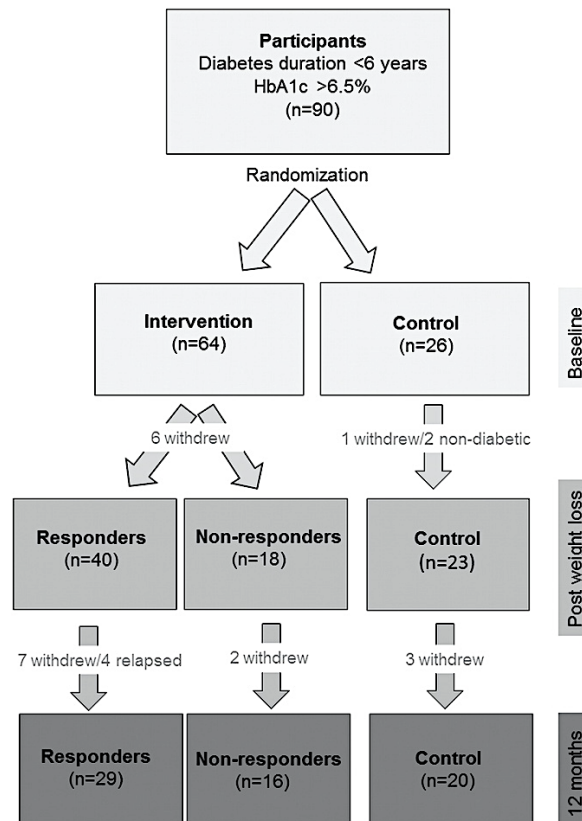 Participants
Diabetes duration <6 years
HbA1c >6.5%
(n=90)
Randomization
Intervention
(n=64)
Control
(n=26)
Baseline
6 withdrew
1 withdrew/2 non-diabetic
Responders
(n=40)
Non-responders
(n=18)
Control
(n=23)
Post weight loss
7 withdrew/4 relapsed
2 withdrew
3 withdrew
Responders
(n=29)
Non-responders
(n=16)
Control
(n=20)
12 months